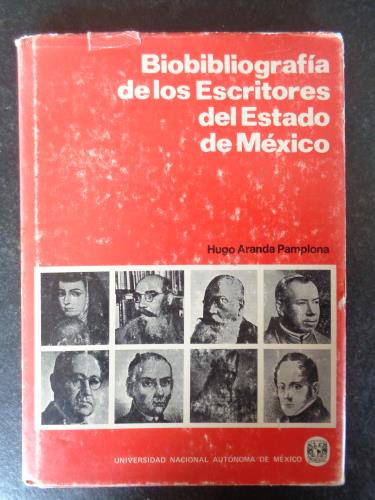 Biobibliografía
de los Escritores
del Estado
de México
Hugo Aranda Pamplona
UNIVERSIDAD NACIONAL AUTÓNOMA DE MÉXICO